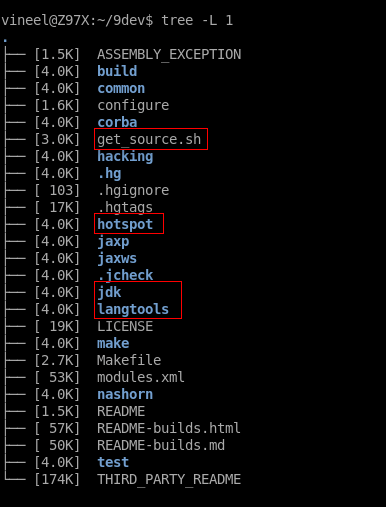 vineel@Z97X:~/9dev$ tree -L 1
.
├── [1.5K]  ASSEMBLY_EXCEPTION
├── [4.0K]  build
├── [4.0K]  common
├── [1.6K]  configure
├── [4.0K]  corba
├── [3.0K]  get_source.sh
├── [4.0K]  hacking
├── [4.0K]  .hg
├── [ 103]  .hgignore
├── [ 17K]  .hgtags
├── [4.0K]  hotspot
├── [4.0K]  jaxp
├── [4.0K]  jaxws
├── [4.0K]  .jcheck
├── [4.0K]  jdk
├── [4.0K]  langtools
├── [ 19K]  LICENSE
├── [4.0K]  make
├── [2.7K]  Makefile
├── [ 53K]  modules.xml
├── [4.0K]  nashorn
├── [1.5K]  README
├── [ 57K]  README-builds.html
├── [ 50K]  README-builds.md
├── [4.0K]  test
└── [174K]  THIRD_PARTY_README